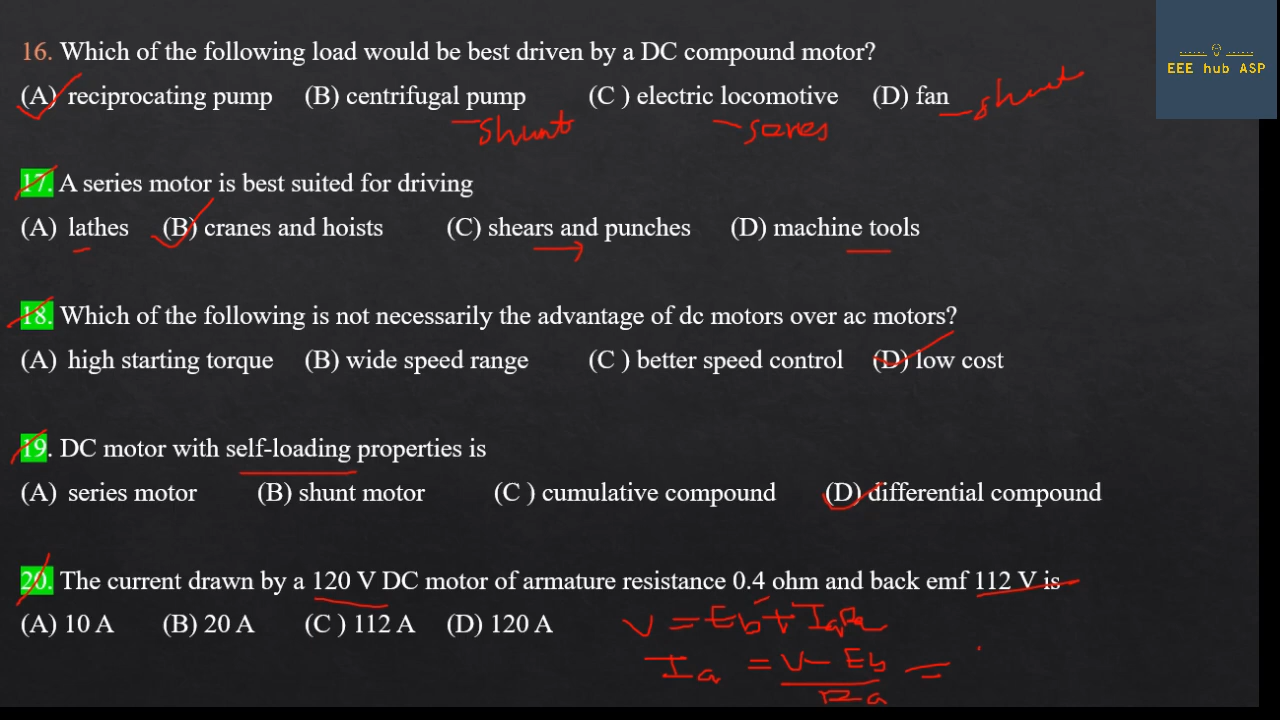 16. Which of the following load would be best driven by a DC compound motor?
EEE hub ASP
(A) reciprocating pump (B) centrifugal pump (C ) electric locomotive (D) fan - shunt
- Shunt - series
17. A series motor is best suited for driving
(A) lathes (B) cranes and hoists (C) shears and punches (D) machine tools
18. Which of the following is not necessarily the advantage of dc motors over ac motors?
(A) high starting torque (B) wide speed range (C ) better speed control (D) low cost
19. DC motor with self-loading properties is
(A) series motor (B) shunt motor (C ) cumulative compound (D) differential compound
20. The current drawn by a 120 V DC motor of armature resistance 0.4 ohm and back emf 112 V is
(A) 10 A (B) 20 A (C ) 112 A (D) 120 A V = Eb + IaRa
Ia = V - Eb =
Ra